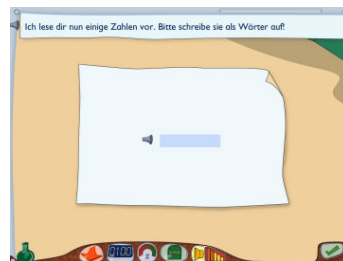 Ich lese dir nun einige Zahlen vor. Bitte schreibe sie als Wörter auf!